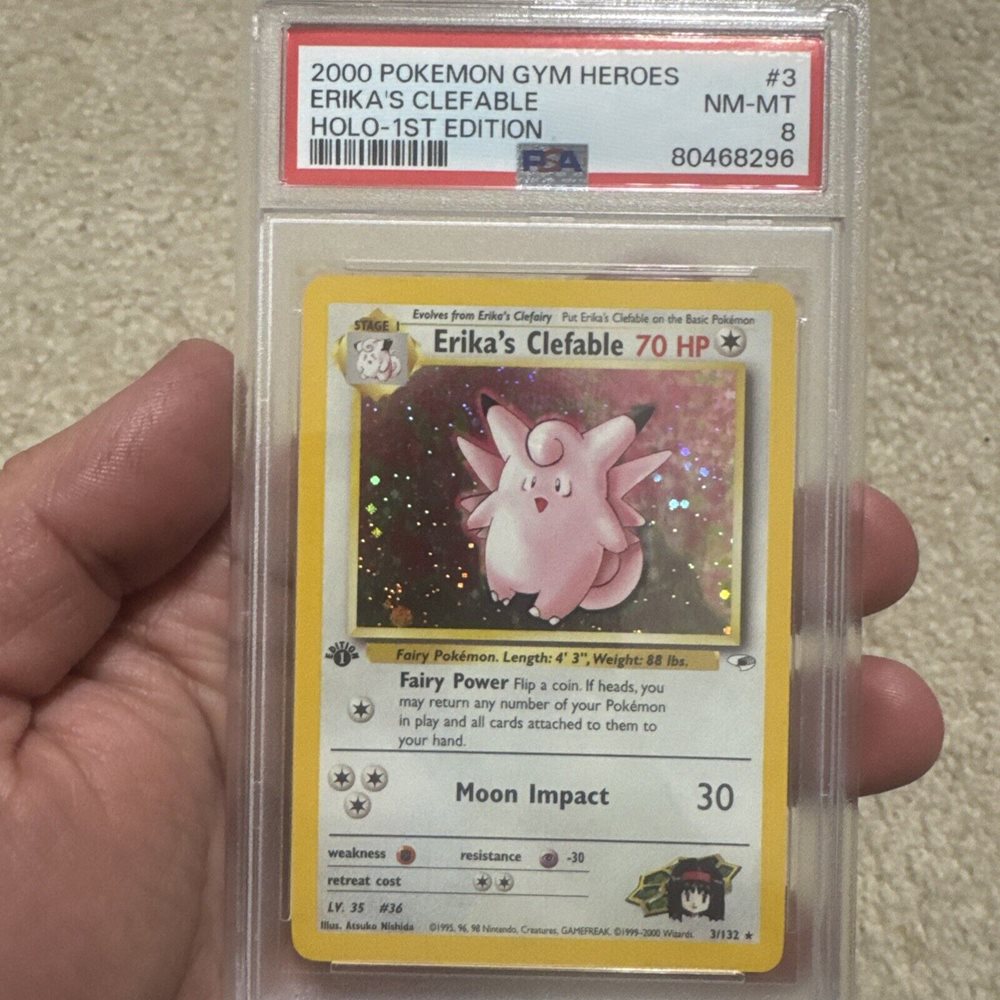 2000 POKEMON GYM HEROES #3
ERIKA'S CLEFABLE NM-MT
HOLO-1ST EDITION 8
PSA 80468296
Evolves from Erika's Clefairy Put Erika's Clefable on the Basic Pokémon
STAGE 1
Erika's Clefable 70 HP
EDITION 1
Fairy Pokémon. Length: 4' 3", Weight: 88 lbs.
Fairy Power Flip a coin. If heads, you
may return any number of your Pokémon
in play and all cards attached to them to
your hand.
Moon Impact 30
weakness resistance -30
retreat cost
LV. 35 #36
Illus. Atsuko Nishida ©1995, 96, 98 Nintendo, Creatures, GAMEFREAK. ©1999-2000 Wizards. 3/132 ★